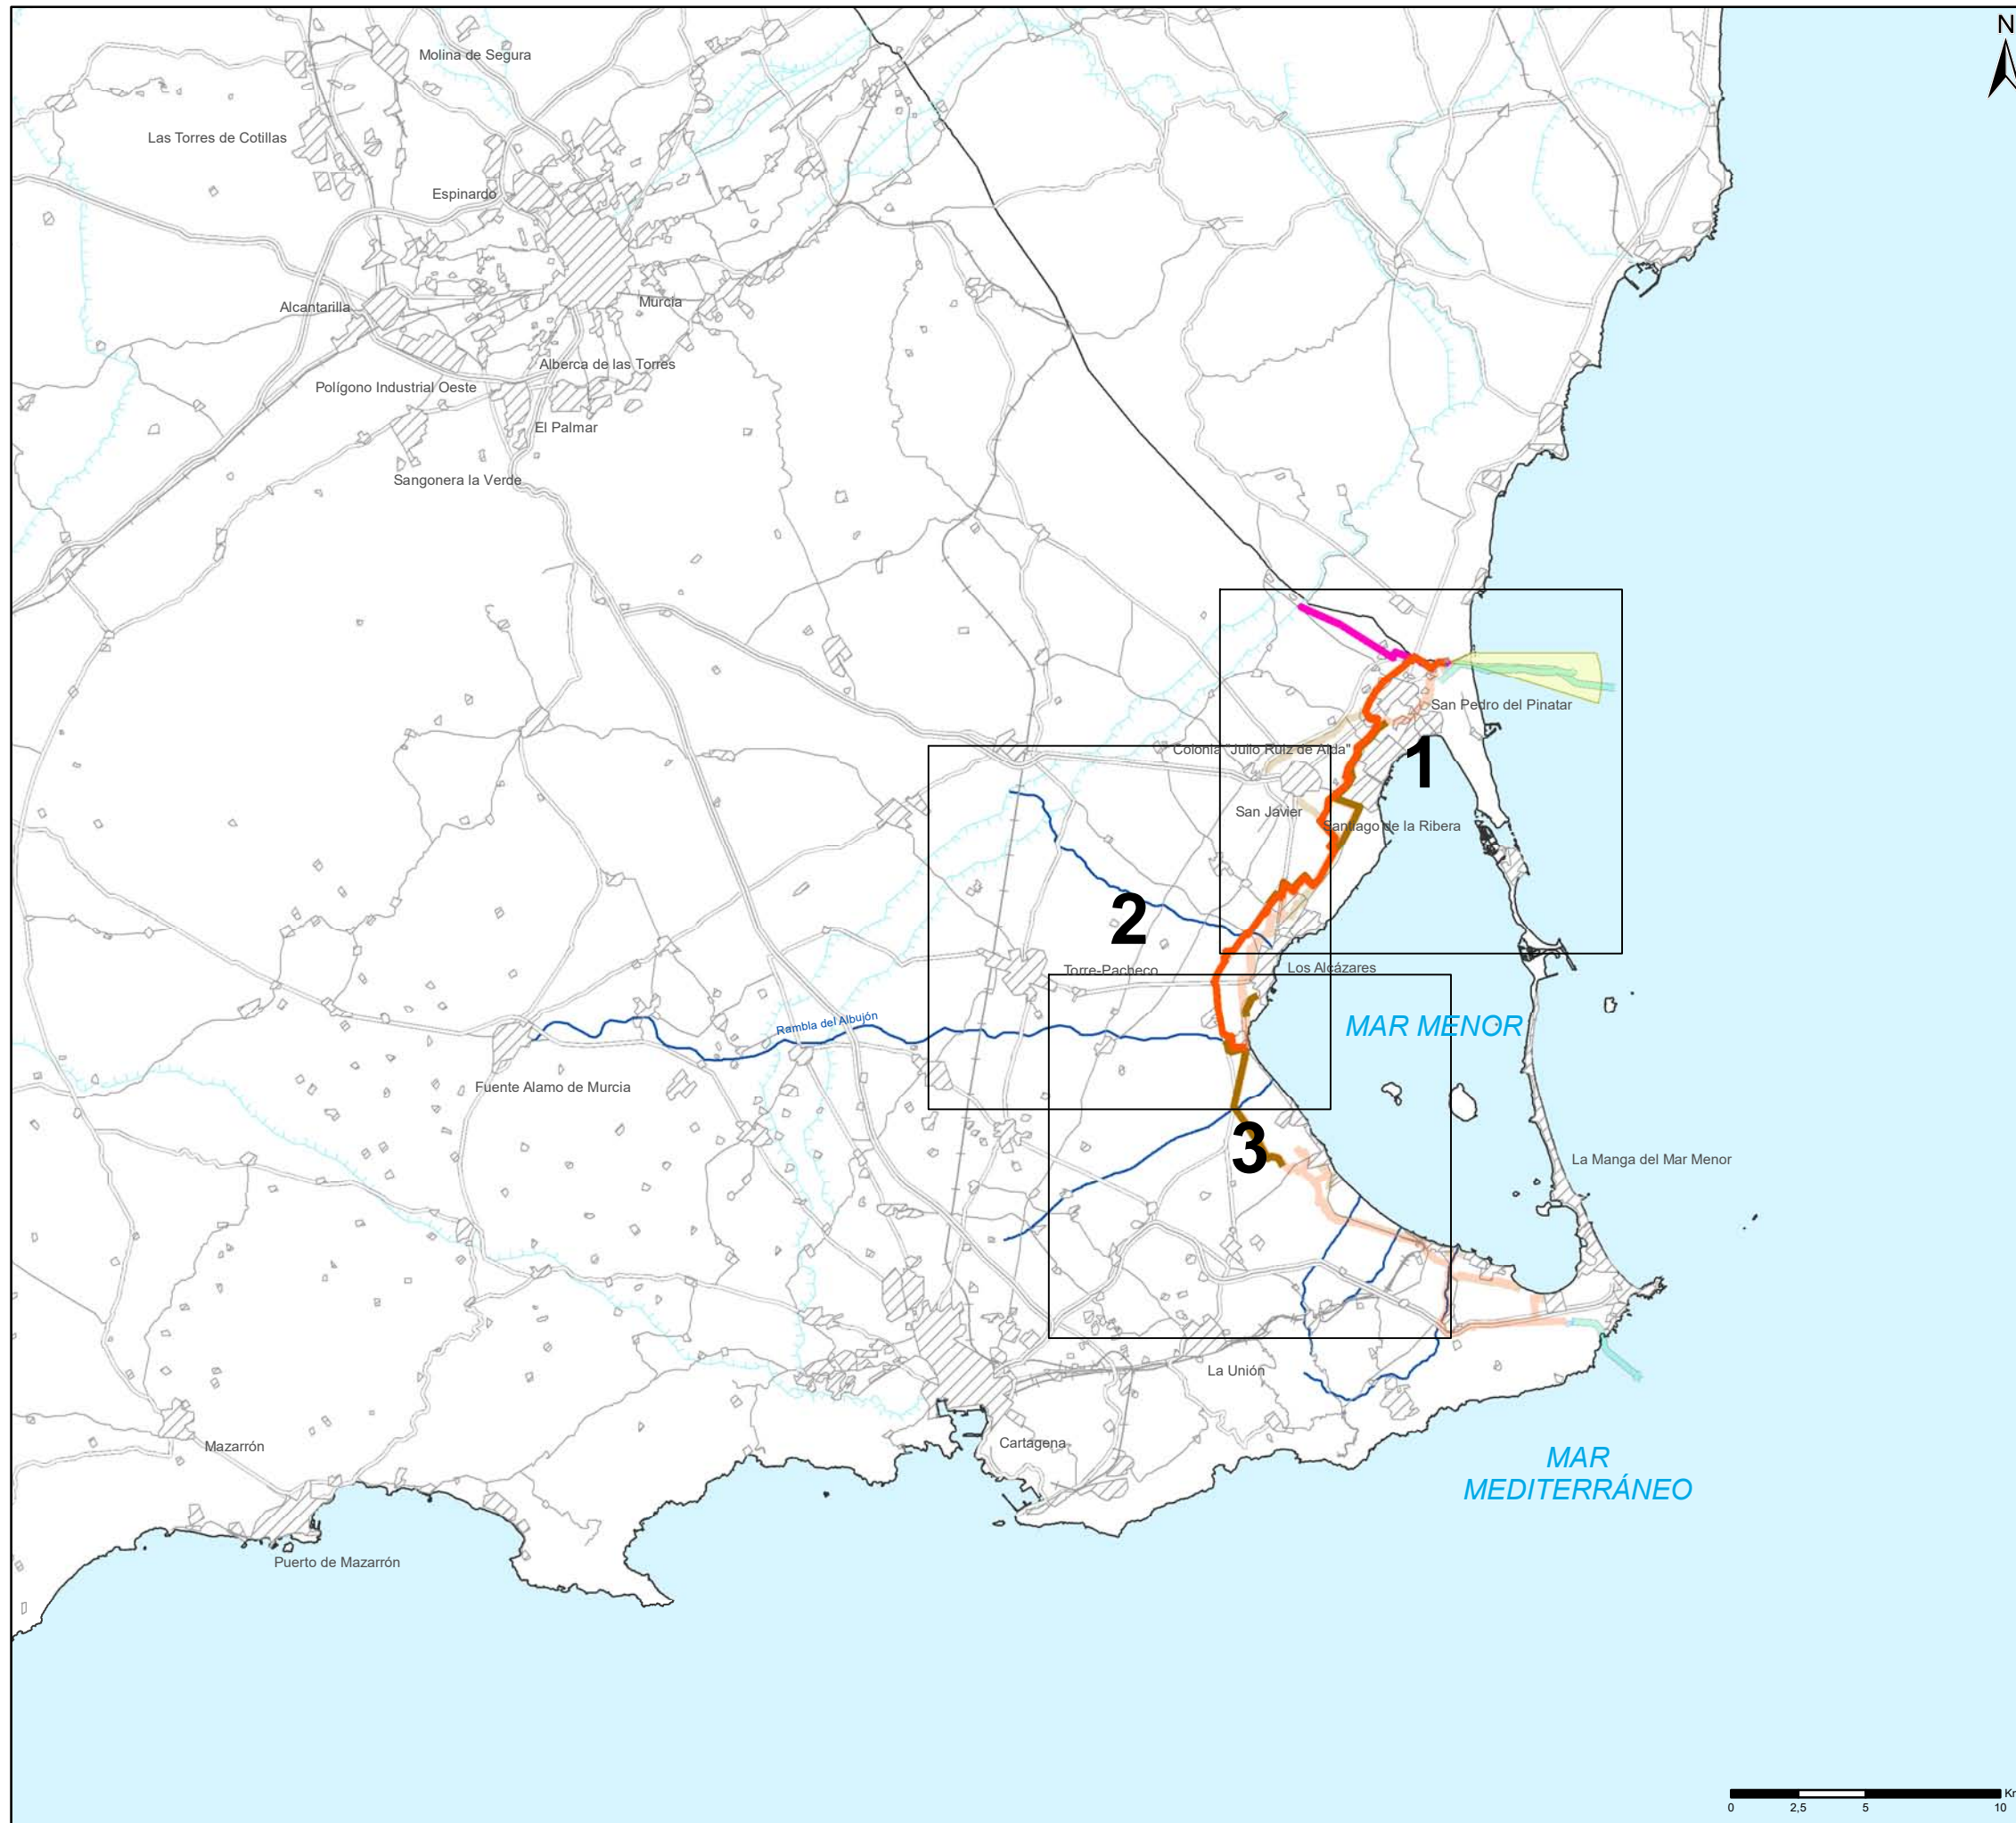 N
Molina de Segura
Las Torres de Cotillas
Espinardo
Murcia
Alcantarilla
Alberca de las Torres
Polígono Industrial Oeste
El Palmar
Sangonera la Verde
San Pedro del Pinatar
Colonia "Julio Ruiz de Alda"
1
San Javier
Santiago de la Ribera
2
Torre-Pacheco
Los Alcázares
Rambla del Albujón
MAR MENOR
Fuente Alamo de Murcia
3
La Manga del Mar Menor
La Unión
Cartagena
Mazarrón
MAR
MEDITERRÁNEO
Puerto de Mazarrón
0 2,5 5 10